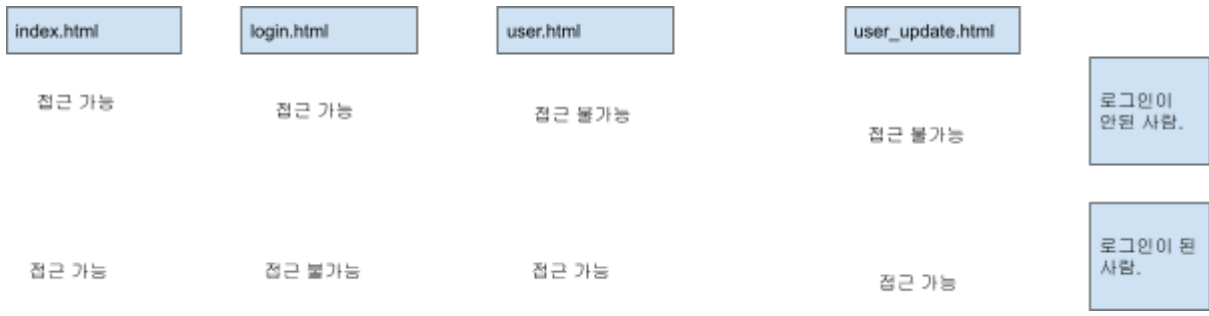 index.html
login.html
user.html
user_update.html
접근 가능
접근 가능
접근 불가능
접근 불가능
로그인이
안된 사람.
접근 가능
접근 불가능
접근 가능
접근 가능
로그인이 된
사람.